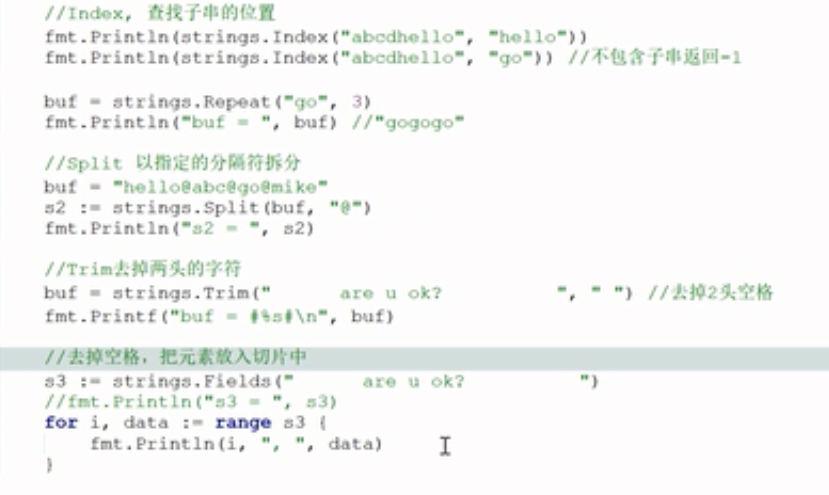 //Index, 查找子串的位置
fmt.Println(strings.Index("abcdhello", "hello"))
fmt.Println(strings.Index("abcdhello", "go")) //不包含子串返回-1
buf = strings.Repeat("go", 3)
fmt.Println("buf = ", buf) //"gogogo"
//Split 以指定的分隔符拆分
buf = "hello@abc@go@mike"
s2 := strings.Split(buf, "@")
fmt.Println("s2 = ", s2)
//Trim去掉两头的字符
buf = strings.Trim("      are u ok?          ", " ") //去掉2头空格
fmt.Printf("buf = #%s#\n", buf)
//去掉空格，把元素放入切片中
s3 := strings.Fields("      are u ok?          ")
//fmt.Println("s3 = ", s3)
for i, data := range s3 {
    fmt.Println(i, ", ", data)
}